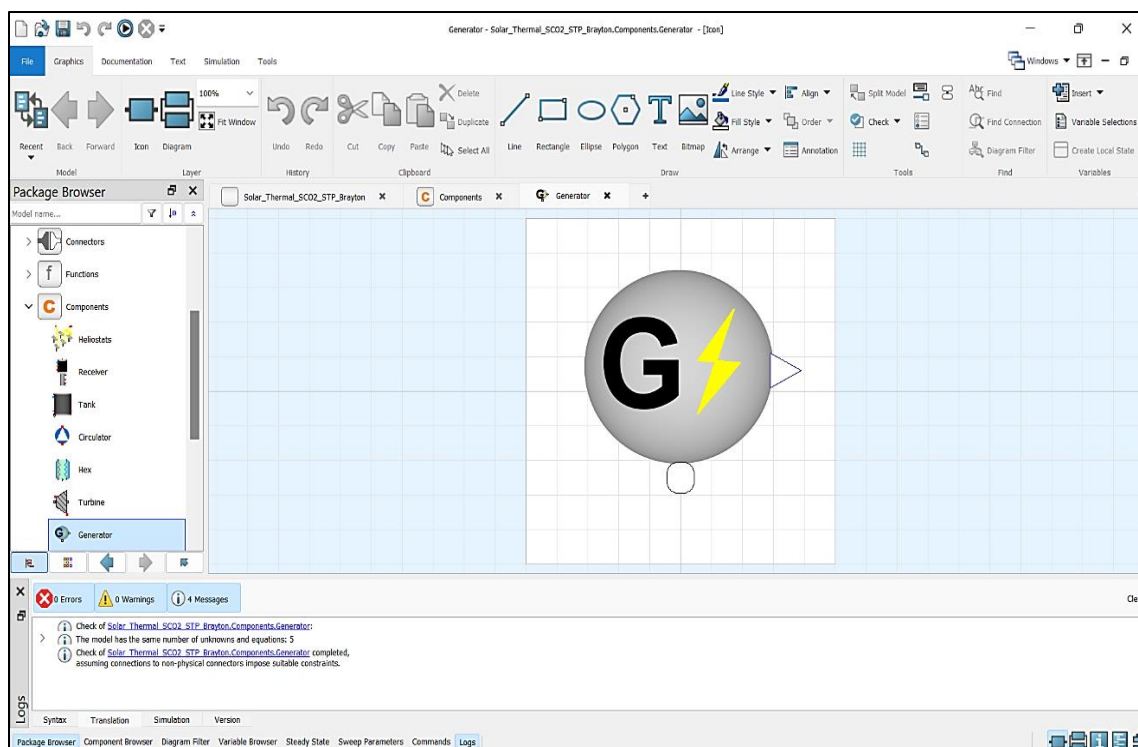 Generator - Solar_Thermal_SCO2_STP_Brayton.Components.Generator - [Icon]
File Graphics Documentation Text Simulation Tools Windows
100% Delete Line Style Align Split Model Abc Find Insert
Fit Window Duplicate Fill Style Order Check Find Connection Variable Selections
Recent Back Forward Icon Diagram Undo Redo Cut Copy Paste Select All Line Rectangle Ellipse Polygon Text Bitmap Arrange Annotation Diagram Filter Create Local State
Model Layer History Clipboard Draw Tools Find Variables
Package Browser
Solar_Thermal_SCO2_STP_Brayton C Components G Generator +
Model name...
Connectors
f Functions
C Components
Heliostats
Receiver
Tank
Circulator
Hex
Turbine
G Generator
G
0 Errors 0 Warnings 4 Messages Cle
Check of Solar_Thermal_SCO2_STP_Brayton.Components.Generator:
The model has the same number of unknowns and equations: 5
Check of Solar_Thermal_SCO2_STP_Brayton.Components.Generator completed,
assuming connections to non-physical connectors impose suitable constraints.
Logs
Syntax Translation Simulation Version
Package Browser Component Browser Diagram Filter Variable Browser Steady State Sweep Parameters Commands Logs